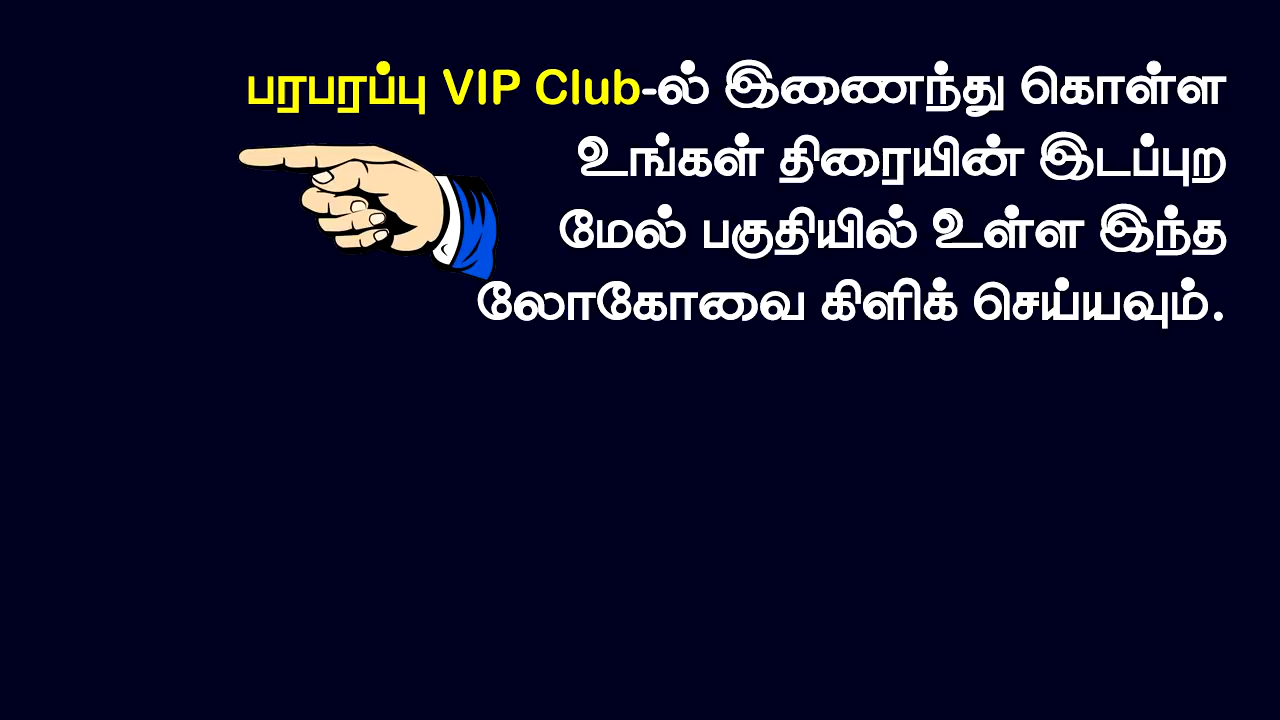 பரபரப்பு VIP Club-ல் இணைந்து கொள்ள
உங்கள் திரையின் இடப்புற
மேல் பகுதியில் உள்ள இந்த
லோகோவை கிளிக் செய்யவும்.